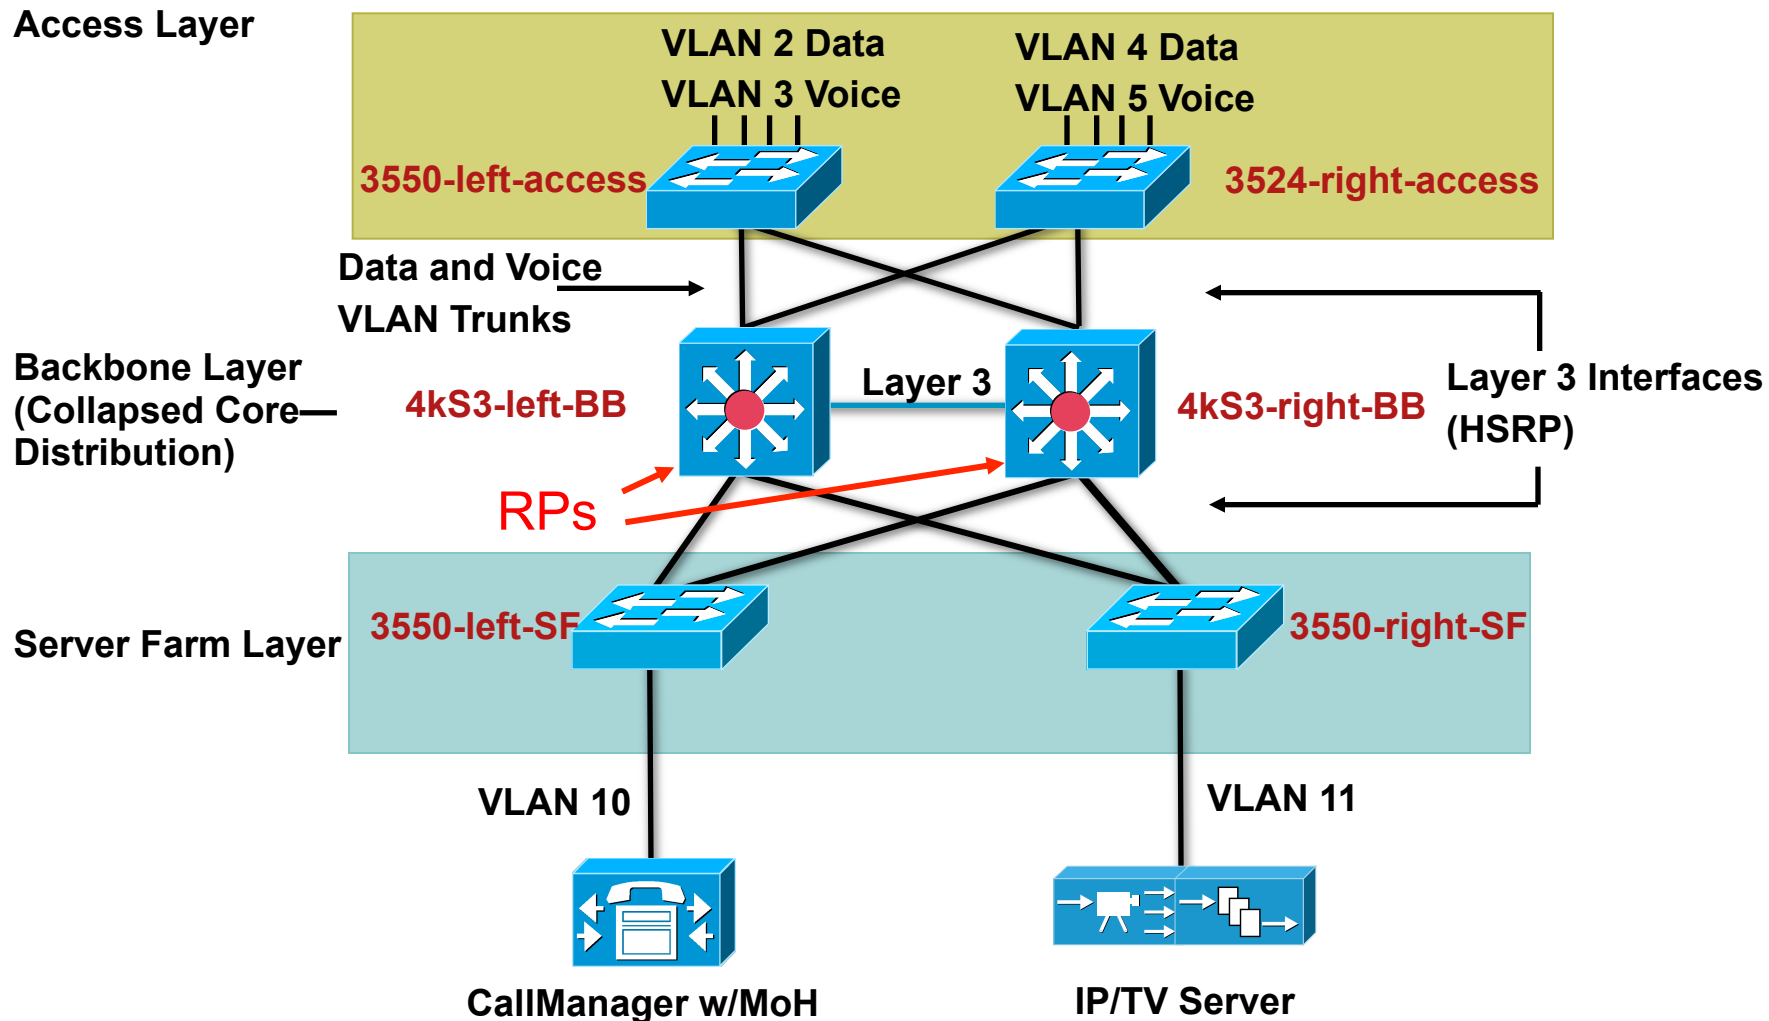 Access Layer
VLAN 2 Data
VLAN 3 Voice
VLAN 4 Data
VLAN 5 Voice
3550-left-access
3524-right-access
Data and Voice
VLAN Trunks
Backbone Layer
(Collapsed Core—
Distribution)
4kS3-left-BB
Layer 3
4kS3-right-BB
Layer 3 Interfaces
(HSRP)
RPs
Server Farm Layer
3550-left-SF
3550-right-SF
VLAN 10
VLAN 11
CallManager w/MoH
IP/TV Server